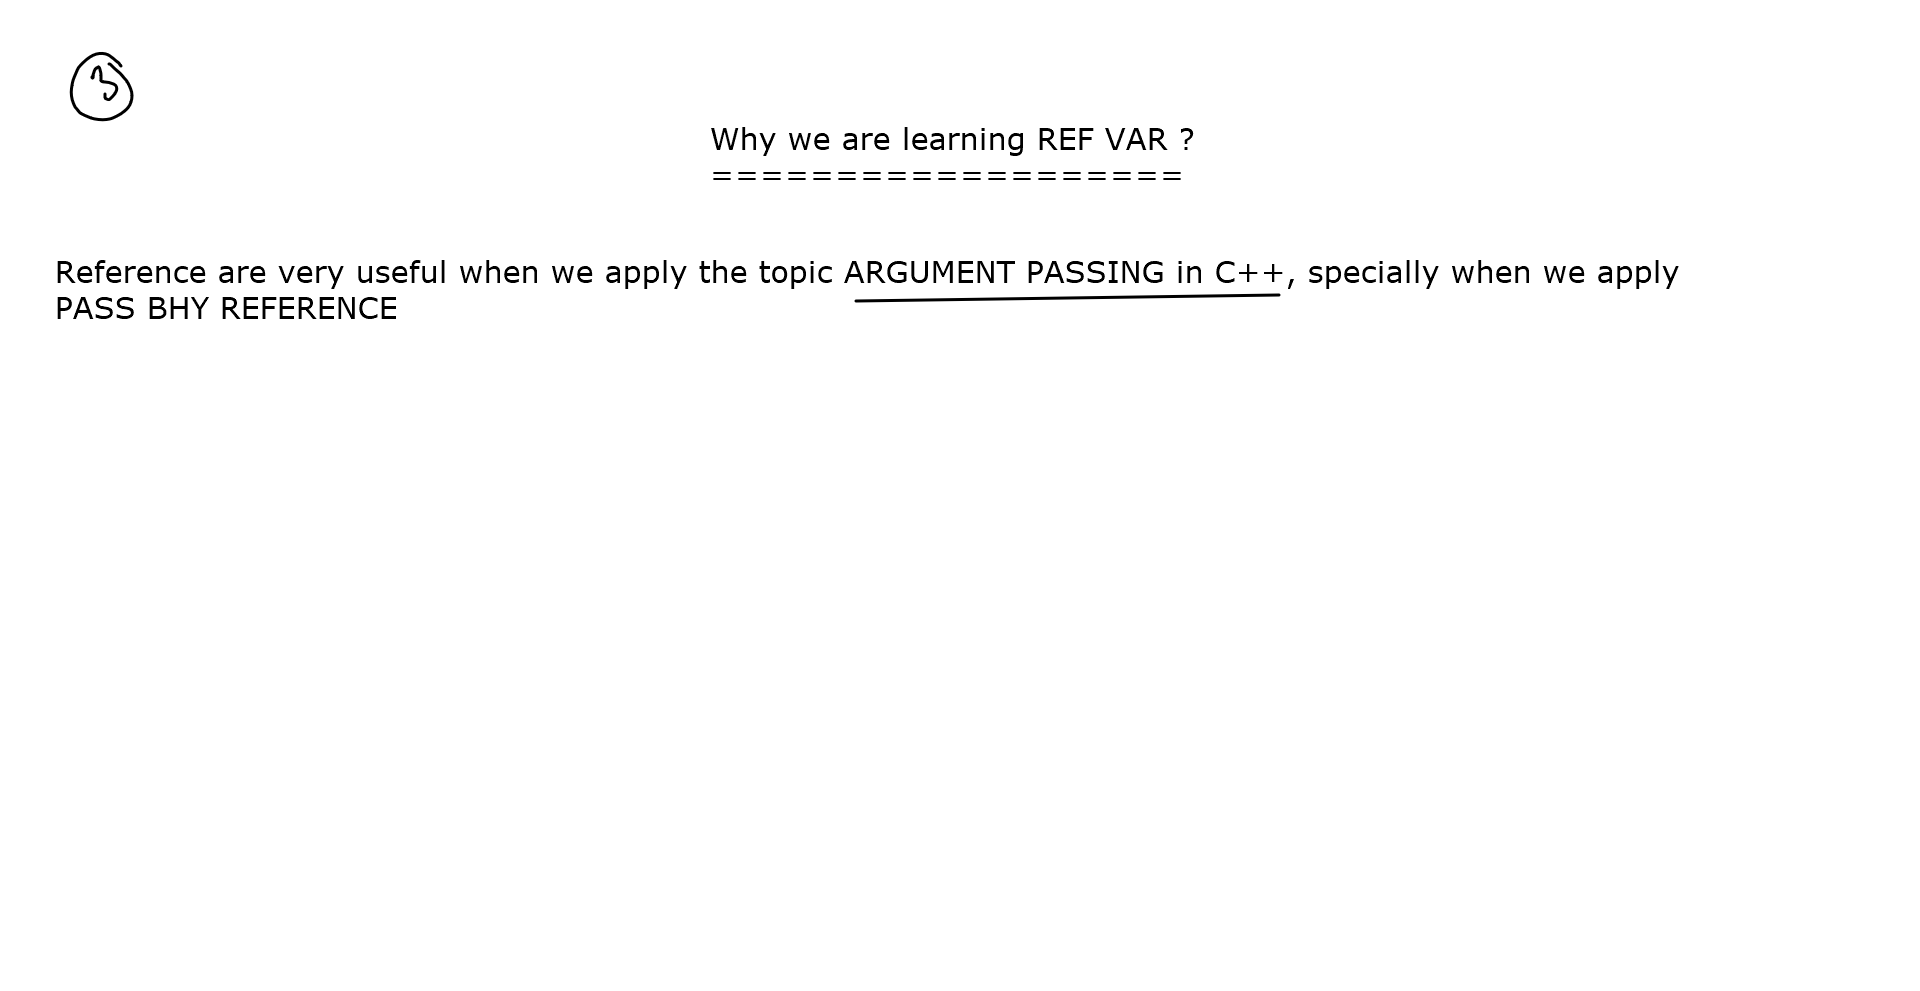 3
Why we are learning REF VAR ?
===================
Reference are very useful when we apply the topic ARGUMENT PASSING in C++, specially when we apply
PASS BHY REFERENCE